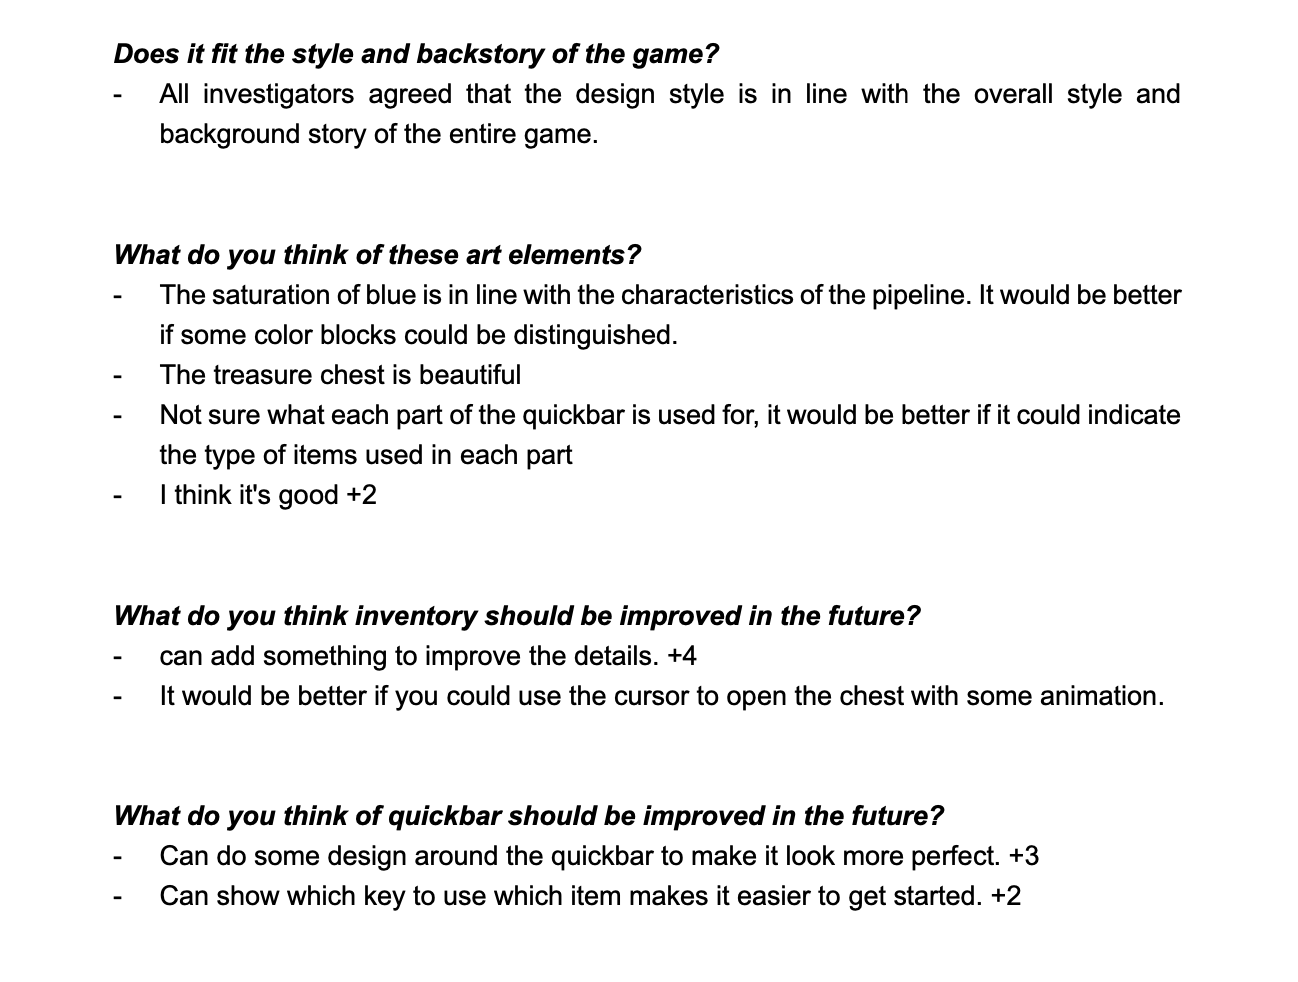 Does it fit the style and backstory of the game?
- All investigators agreed that the design style is in line with the overall style and
background story of the entire game.
What do you think of these art elements?
- The saturation of blue is in line with the characteristics of the pipeline. It would be better
if some color blocks could be distinguished.
- The treasure chest is beautiful
- Not sure what each part of the quickbar is used for, it would be better if it could indicate
the type of items used in each part
- I think it's good +2
What do you think inventory should be improved in the future?
- can add something to improve the details. +4
- It would be better if you could use the cursor to open the chest with some animation.
What do you think of quickbar should be improved in the future?
- Can do some design around the quickbar to make it look more perfect. +3
- Can show which key to use which item makes it easier to get started. +2